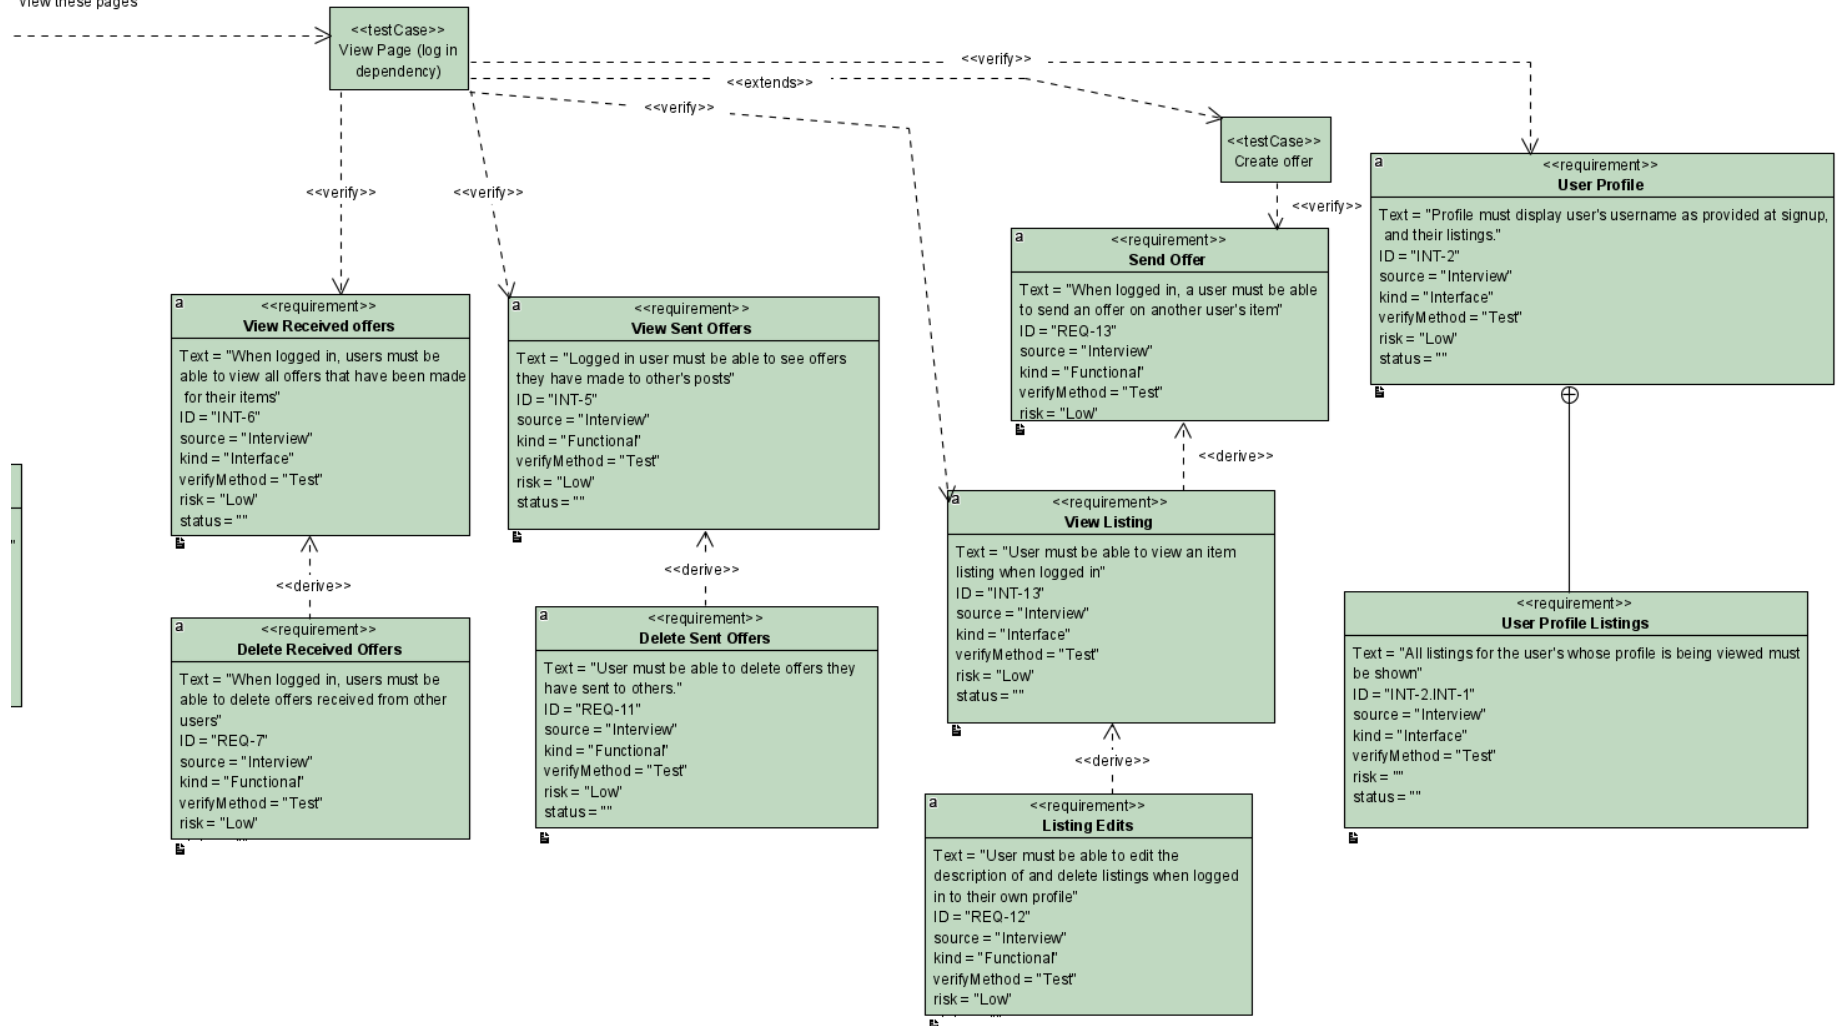 view these pages
<<testCase>>
View Page (log in
dependency)
<<verify>>
<<extends>>
<<verify>>
<<verify>>
<<verify>>
<<testCase>>
Create offer
<<verify>>
a
<<requirement>>
User Profile
Text = "Profile must display user's username as provided at signup,
and their listings."
ID = "INT-2"
source = "Interview"
kind = "Interface"
verifyMethod = "Test"
risk = "Low"
status = ""
a
<<requirement>>
Send Offer
Text = "When logged in, a user must be able
to send an offer on another user's item"
ID = "REQ-13"
source = "Interview"
kind = "Functional"
verifyMethod = "Test"
risk = "Low"
a
<<requirement>>
View Received offers
Text = "When logged in, users must be
able to view all offers that have been made
for their items"
ID = "INT-6"
source = "Interview"
kind = "Interface"
verifyMethod = "Test"
risk = "Low"
status = ""
a
<<requirement>>
View Sent Offers
Text = "Logged in user must be able to see offers
they have made to other's posts"
ID = "INT-5"
source = "Interview"
kind = "Functional"
verifyMethod = "Test"
risk = "Low"
status = ""
<<derive>>
a
<<requirement>>
View Listing
Text = "User must be able to view an item
listing when logged in"
ID = "INT-13"
source = "Interview"
kind = "Interface"
verifyMethod = "Test"
risk = "Low"
status = ""
"
<<derive>>
<<derive>>
a
<<requirement>>
Delete Received Offers
Text = "When logged in, users must be
able to delete offers received from other
users"
ID = "REQ-7"
source = "Interview"
kind = "Functional"
verifyMethod = "Test"
risk = "Low"
a
<<requirement>>
Delete Sent Offers
Text = "User must be able to delete offers they
have sent to others."
ID = "REQ-11"
source = "Interview"
kind = "Functional"
verifyMethod = "Test"
risk = "Low"
status = ""
<<requirement>>
User Profile Listings
Text = "All listings for the user's whose profile is being viewed must
be shown"
ID = "INT-2.INT-1"
source = "Interview"
kind = "Interface"
verifyMethod = "Test"
risk = ""
status = ""
<<derive>>
a
<<requirement>>
Listing Edits
Text = "User must be able to edit the
description of and delete listings when logged
in to their own profile"
ID = "REQ-12"
source = "Interview"
kind = "Functional"
verifyMethod = "Test"
risk = "Low"